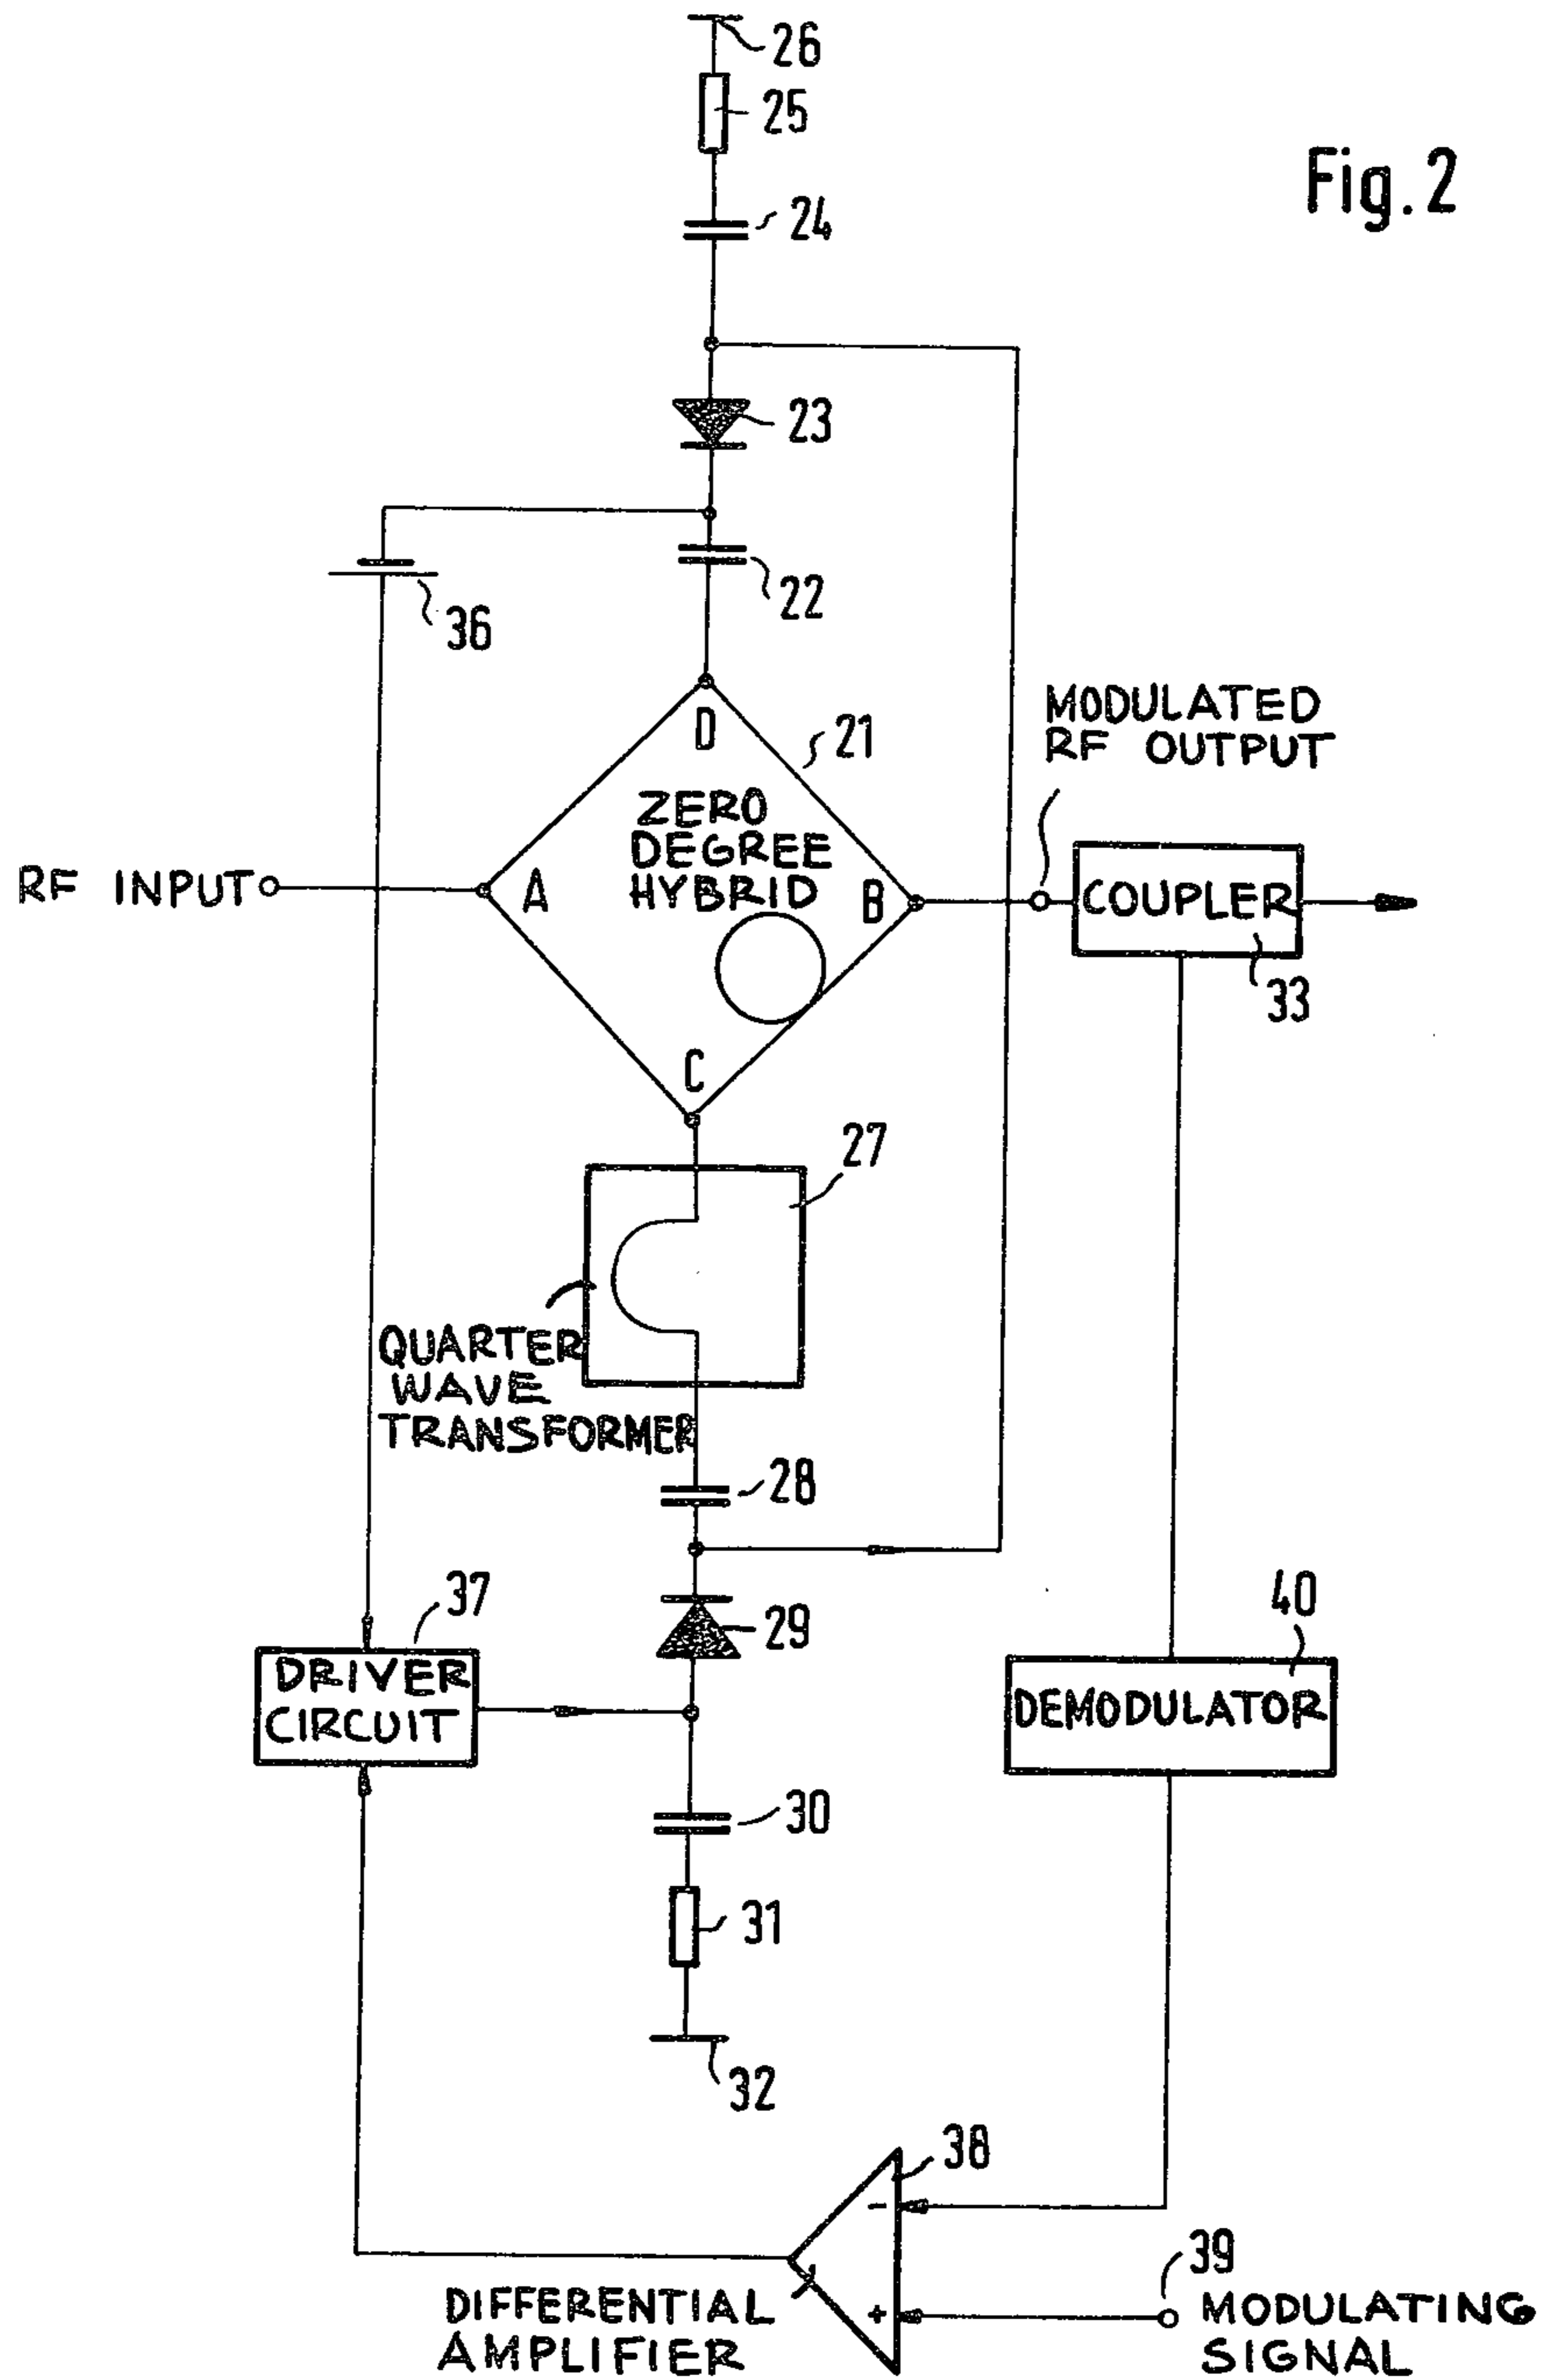 26
25
Fig. 2
24
23
22
36
D
21
MODULATED
RF OUTPUT
ZERO
DEGREE
HYBRID
RF INPUT
A
B
COUPLER
33
C
27
QUARTER
WAVE
TRANSFORMER
28
37
29
40
DRIVER
CIRCUIT
DEMODULATOR
30
31
32
38
-
39
+
DIFFERENTIAL
AMPLIFIER
MODULATING
SIGNAL